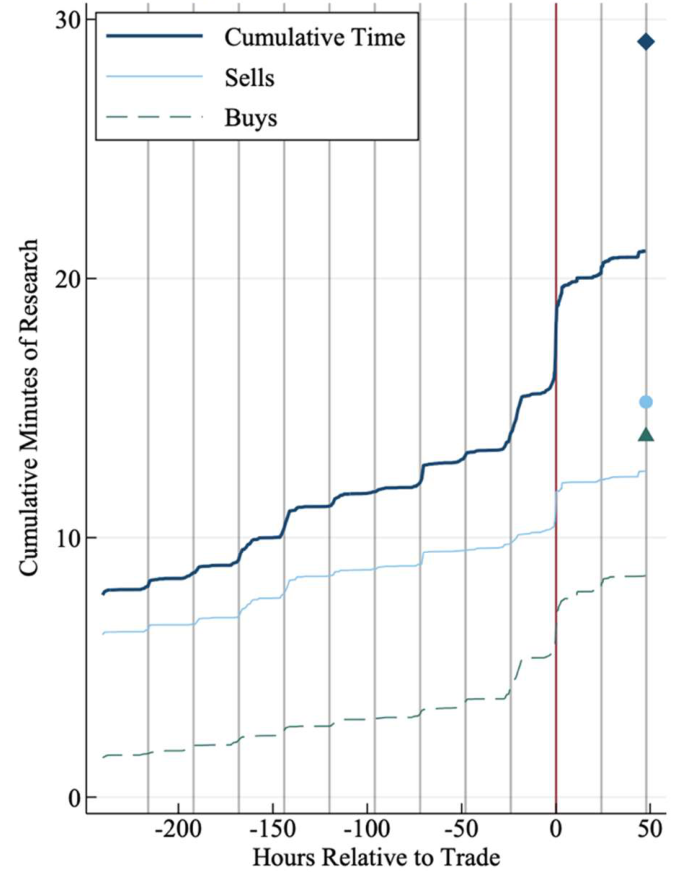 Cumulative Time
Sells
Buys
Cumulative Minutes of Research
30
20
10
0
-200 -150 -100 -50 0 50
Hours Relative to Trade